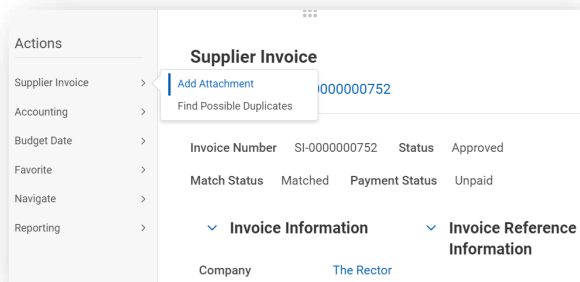 Actions
Supplier Invoice
Accounting
Budget Date
Favorite
Navigate
Reporting
Add Attachment
Find Possible Duplicates
Supplier Invoice
0000000752
Invoice Number SI-0000000752 Status Approved
Match Status Matched Payment Status Unpaid
Invoice Information
Company The Rector
Invoice Reference
Information